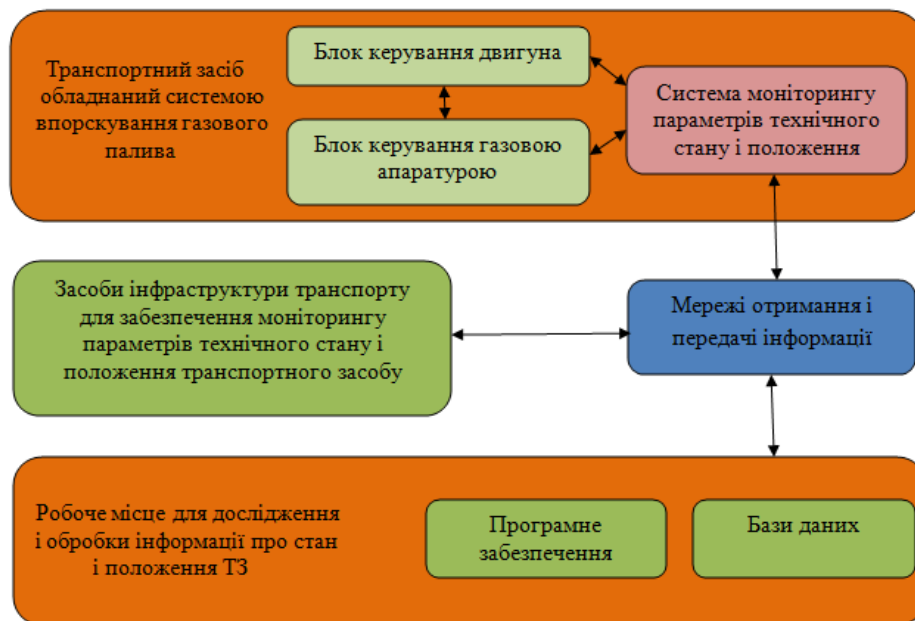 Транспортний засіб
обладнаний системою
впорскування газового
палива
Блок керування двигуна
Блок керування газовою
апаратурою
Система моніторингу
параметрів технічного
стану і положення
Засоби інфраструктури транспорту
для забезпечення моніторингу
параметрів технічного стану і
положення транспортного засобу
Мережі отримання і
передачі інформації
Робоче місце для дослідження
і обробки інформації про стан
і положення ТЗ
Програмне
забезпечення
Бази даних